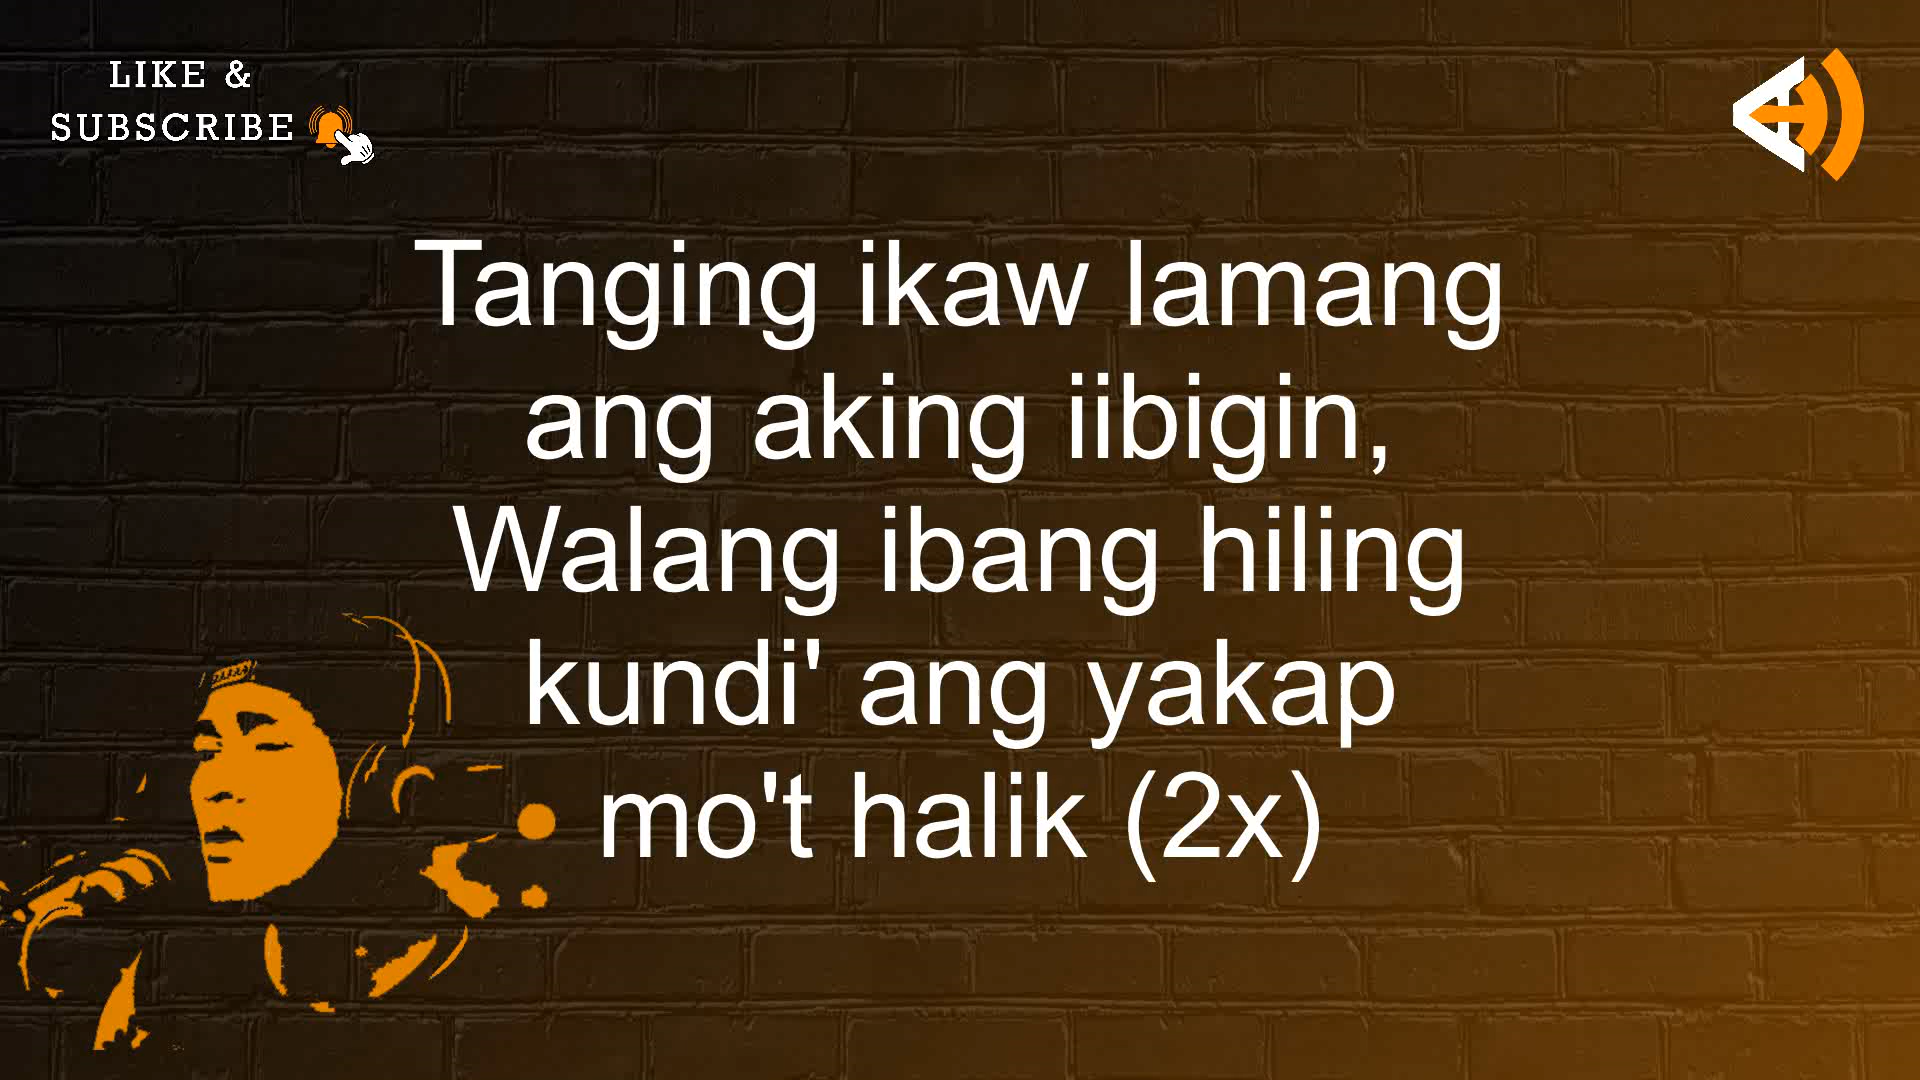 LIKE &
SUBSCRIBE
Tanging ikaw lamang
ang aking iibigin,
Walang ibang hiling
kundi' ang yakap
mo't halik (2x)